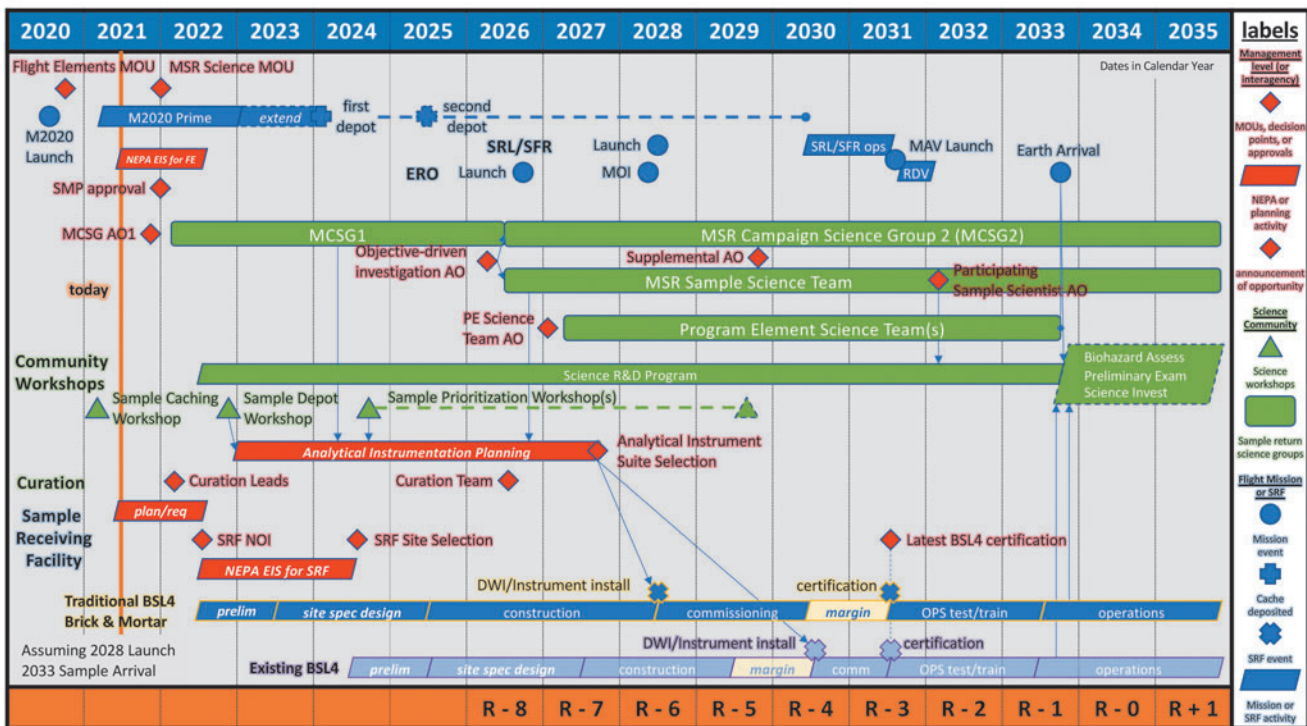 2020 2021 2022 2023 2024 2025 2026 2027 2028 2029 2030 2031 2032 2033 2034 2035
Flight Elements MOU
MSR Science MOU
Dates in Calendar Year
M2020 Prime
extend
first
depot
second
depot
M2020
Launch
SRL/SFR
Launch
SRL/SFR ops
MAV Launch
Earth Arrival
NEPA EIS for FE
ERO
Launch
MOI
RDV
SMP approval
MCSG AO1
MCSG1
MSR Campaign Science Group 2 (MCSG2)
Objective-driven
investigation AO
Supplemental AO
today
MSR Sample Science Team
Participating
Sample Scientist AO
PE Science
Team AO
Program Element Science Team(s)
Community
Workshops
Science R&D Program
Biohazard Assess
Preliminary Exam
Science Invest
Sample Caching
Workshop
Sample Depot
Workshop
Sample Prioritization Workshop(s)
Analytical Instrumentation Planning
Analytical Instrument
Suite Selection
Curation
Curation Leads
Curation Team
Sample
Receiving
Facility
plan/req
SRF NOI
SRF Site Selection
Latest BSL4 certification
NEPA EIS for SRF
DWI/Instrument install
certification
Traditional BSL4
Brick & Mortar
prelim
site spec design
construction
commissioning
margin
OPS test/train
operations
Assuming 2028 Launch
2033 Sample Arrival
DWI/Instrument install
certification
Existing BSL4
prelim
site spec design
construction
margin
comm
OPS test/train
operations
R - 8 R - 7 R - 6 R - 5 R - 4 R - 3 R - 2 R - 1 R - 0 R + 1
labels
Management
level (or
interagency)
MOUs, decision
points, or
approvals
NEPA or
planning
activity
announcement
of opportunity
Science
Community
Science
workshops
Sample return
science groups
Flight Mission
or SRF
Mission
event
Cache
deposited
SRF event
Mission or
SRF activity